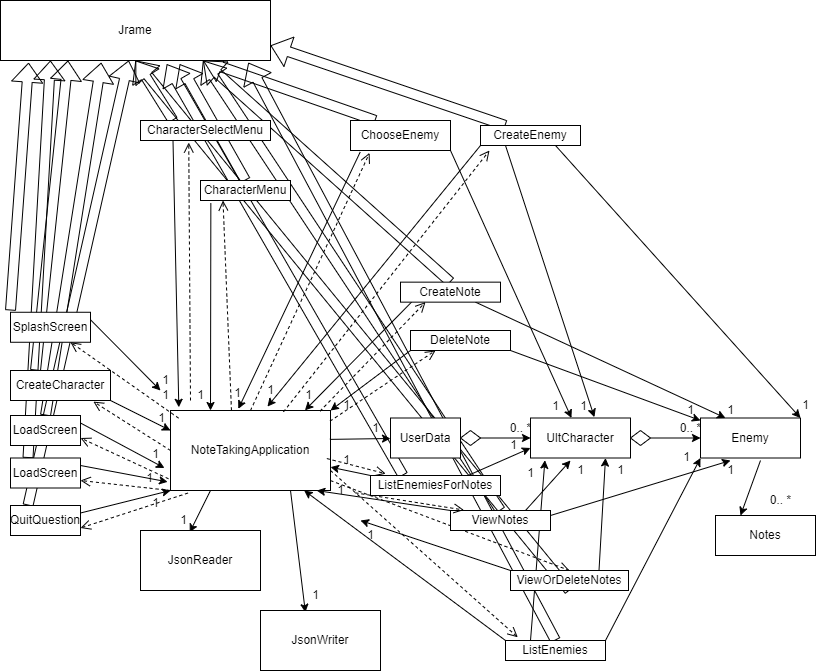 Jrame
CharacterSelectMenu
ChooseEnemy
CreateEnemy
CharacterMenu
CreateNote
DeleteNote
SplashScreen
1
1
CreateCharacter
1
1
1
1
1
1
1
1
1
1
1
LoadScreen
NoteTakingApplication
1
UserData
0.. *
UltCharacter
0.. *
Enemy
1
1
1
1
LoadScreen
1
1
1
1
1
1
ListEnemiesForNotes
1
0.. *
QuitQuestion
1
1
ViewNotes
1
Notes
JsonReader
ViewOrDeleteNotes
1
JsonWriter
ListEnemies